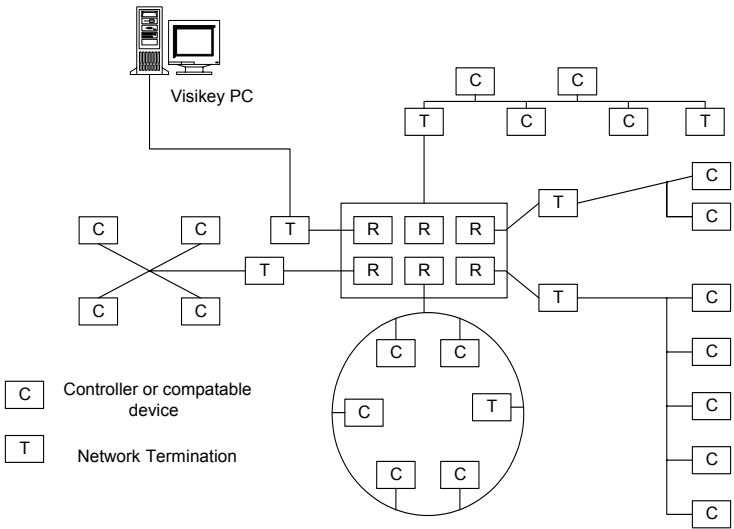 Visikey PC
C C
T C C T
C
T
C C T R R R C
T R R R
C C T C
C C C
C Controller or compatable
device
C T C
T Network Termination
C C C
C